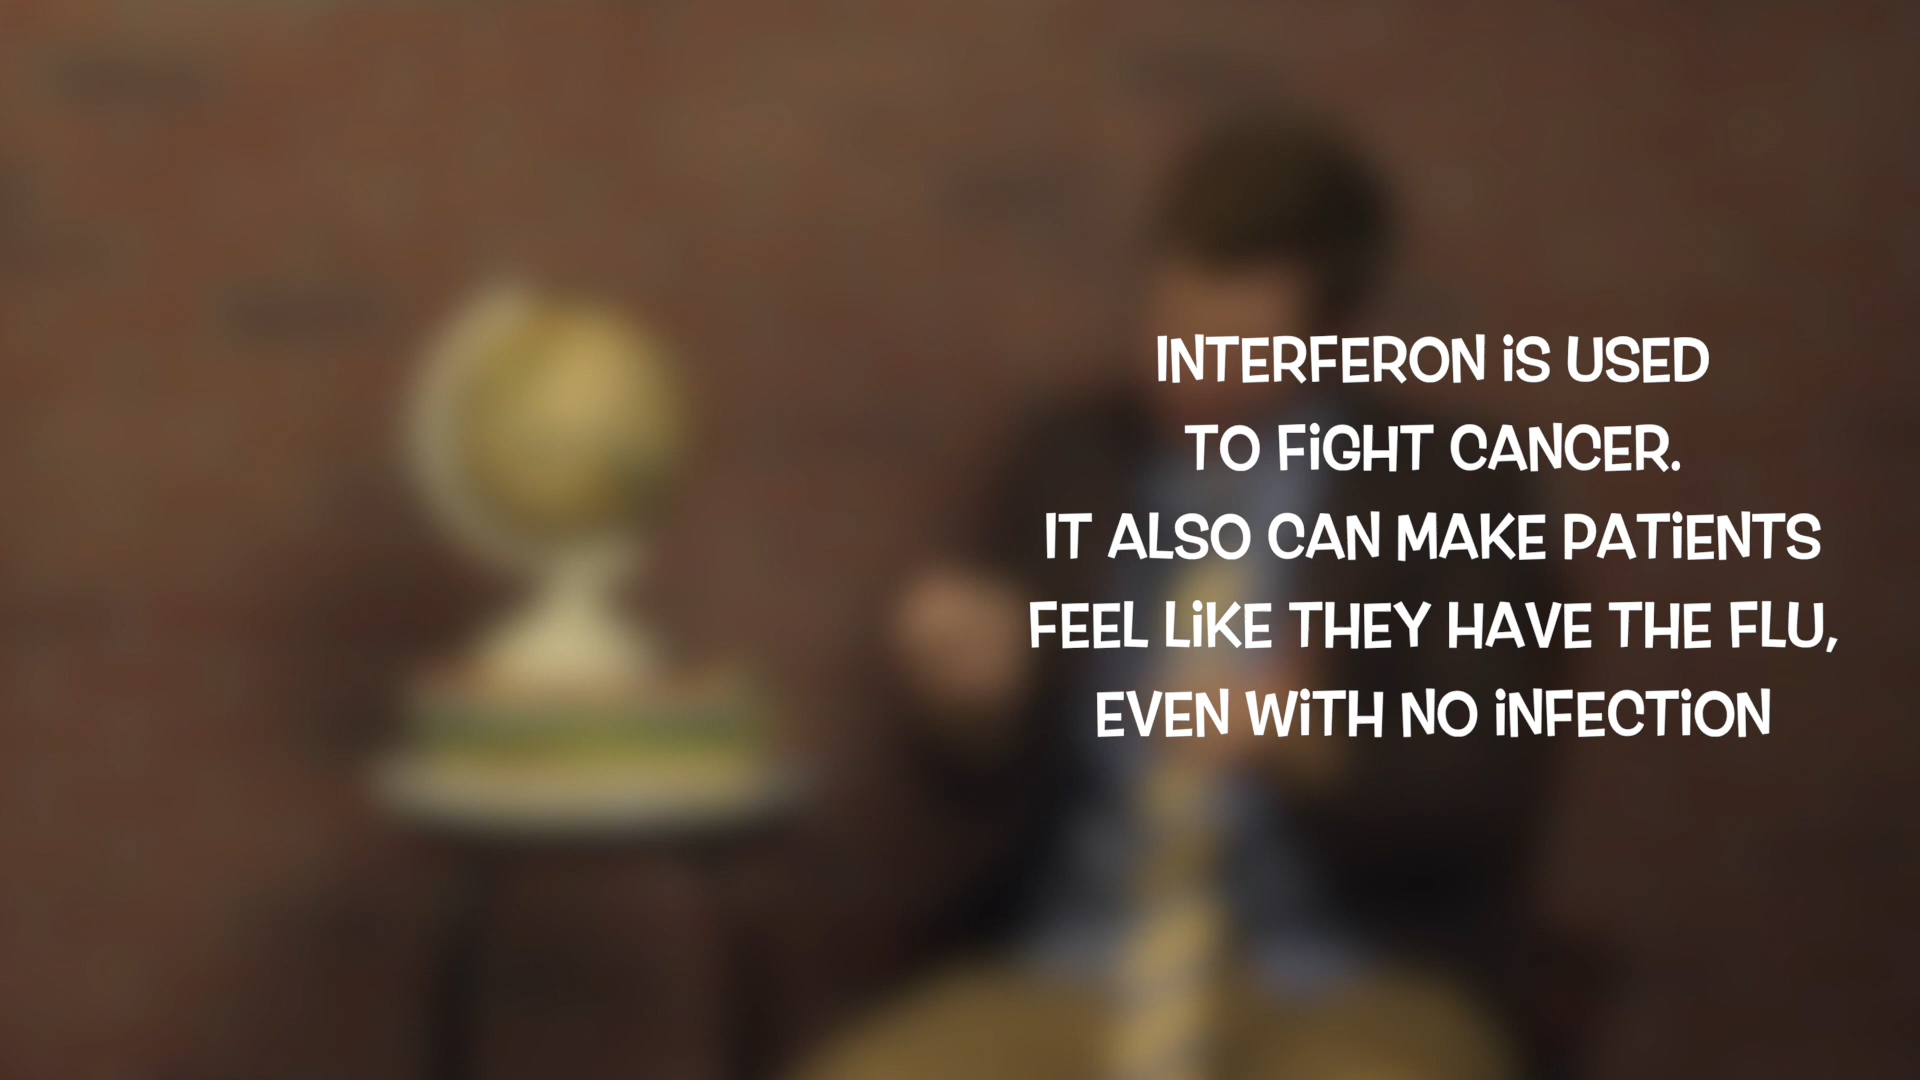 INTERFERON iS USED
TO FiGHT CANCER.
IT ALSO CAN MAKE PATiENTS
FEEL LiKE THEY HAVE THE FLU,
EVEN WiTH NO iNFECTiON